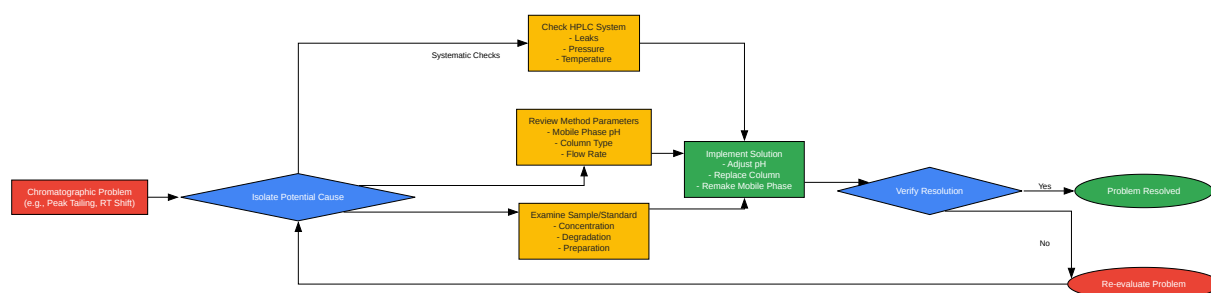 Chromatographic Problem
(e.g., Peak Tailing, RT Shift)
Isolate Potential Cause
Systematic Checks
Check HPLC System
- Leaks
- Pressure
- Temperature
Review Method Parameters
- Mobile Phase pH
- Column Type
- Flow Rate
Examine Sample/Standard
- Concentration
- Degradation
- Preparation
Implement Solution
- Adjust pH
- Replace Column
- Remake Mobile Phase
Verify Resolution
Yes
Problem Resolved
No
Re-evaluate Problem